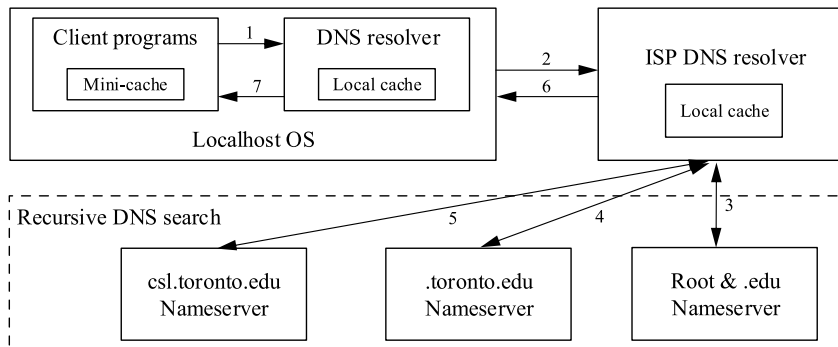 Client programs
1
DNS resolver
Mini-cache
7
Local cache
Localhost OS
2
6
ISP DNS resolver
Local cache
Recursive DNS search
5
4
3
csl.toronto.edu
Nameserver
.toronto.edu
Nameserver
Root & .edu
Nameserver